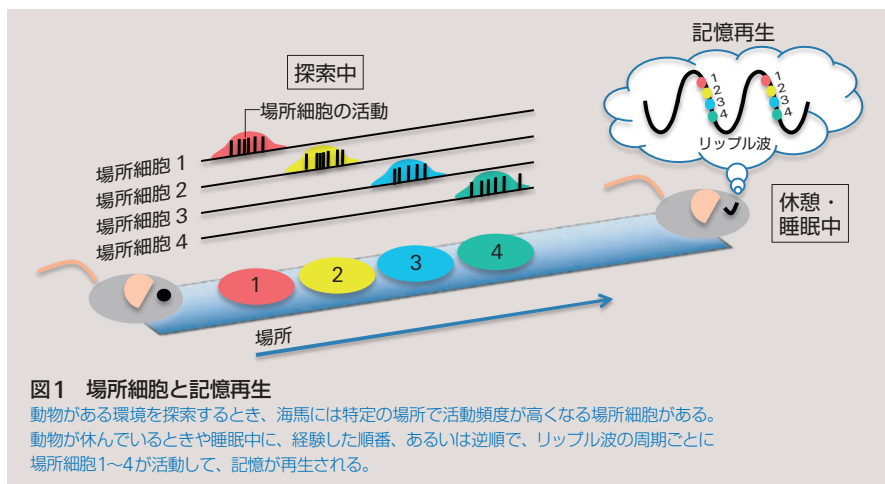 記憶再生
1
2
3
4
1
2
3
4
リップル波
探索中
場所細胞の活動
場所細胞 1
場所細胞 2
場所細胞 3
場所細胞 4
休憩・
睡眠中
1
2
3
4
場所
図1 場所細胞と記憶再生
動物がある環境を探索するとき、海馬には特定の場所で活動頻度が高くなる場所細胞がある。
動物が休んでいるときや睡眠中に、経験した順番、あるいは逆順で、リップル波の周期ごとに
場所細胞1〜4が活動して、記憶が再生される。